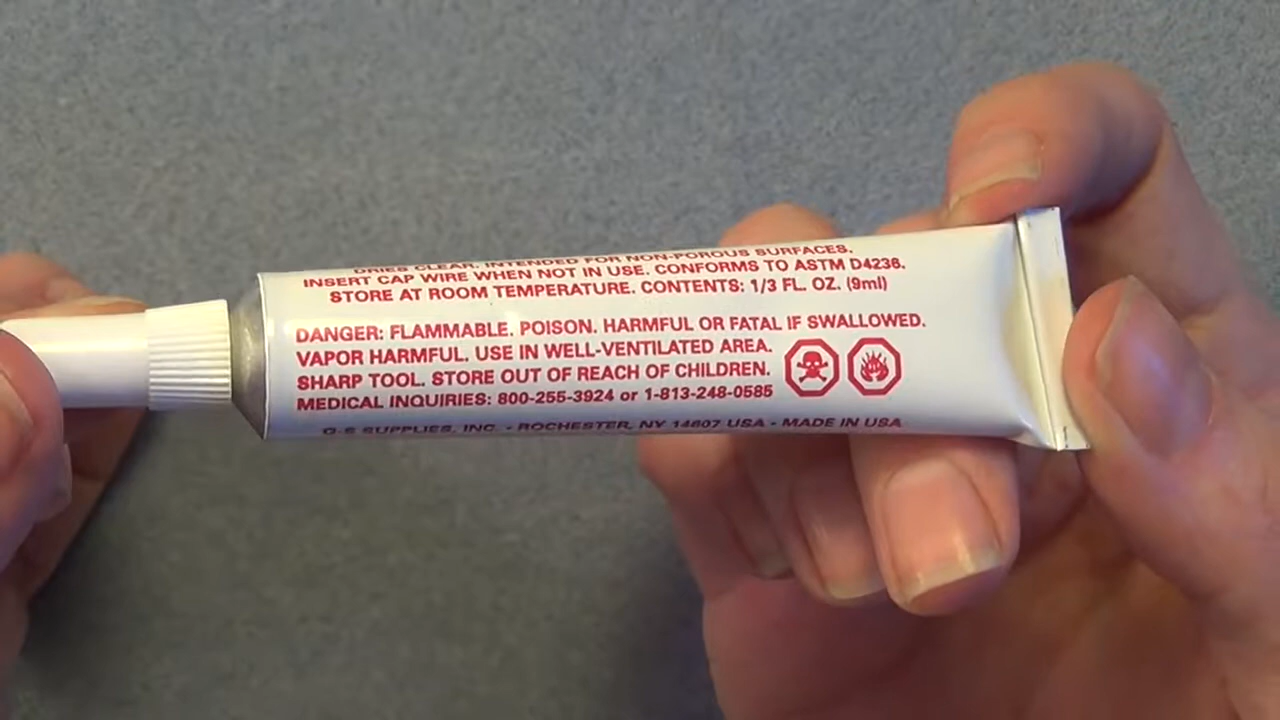 DRIES CLEAR. INTENDED FOR NON-POROUS SURFACES.
INSERT CAP WIRE WHEN NOT IN USE. CONFORMS TO ASTM D4236.
STORE AT ROOM TEMPERATURE. CONTENTS: 1/3 FL. OZ. (9ml)
DANGER: FLAMMABLE. POISON. HARMFUL OR FATAL IF SWALLOWED.
VAPOR HARMFUL. USE IN WELL-VENTILATED AREA.
SHARP TOOL. STORE OUT OF REACH OF CHILDREN.
MEDICAL INQUIRIES: 800-255-3924 or 1-813-248-0585
G-S SUPPLIES, INC. - ROCHESTER, NY 14607 USA - MADE IN USA